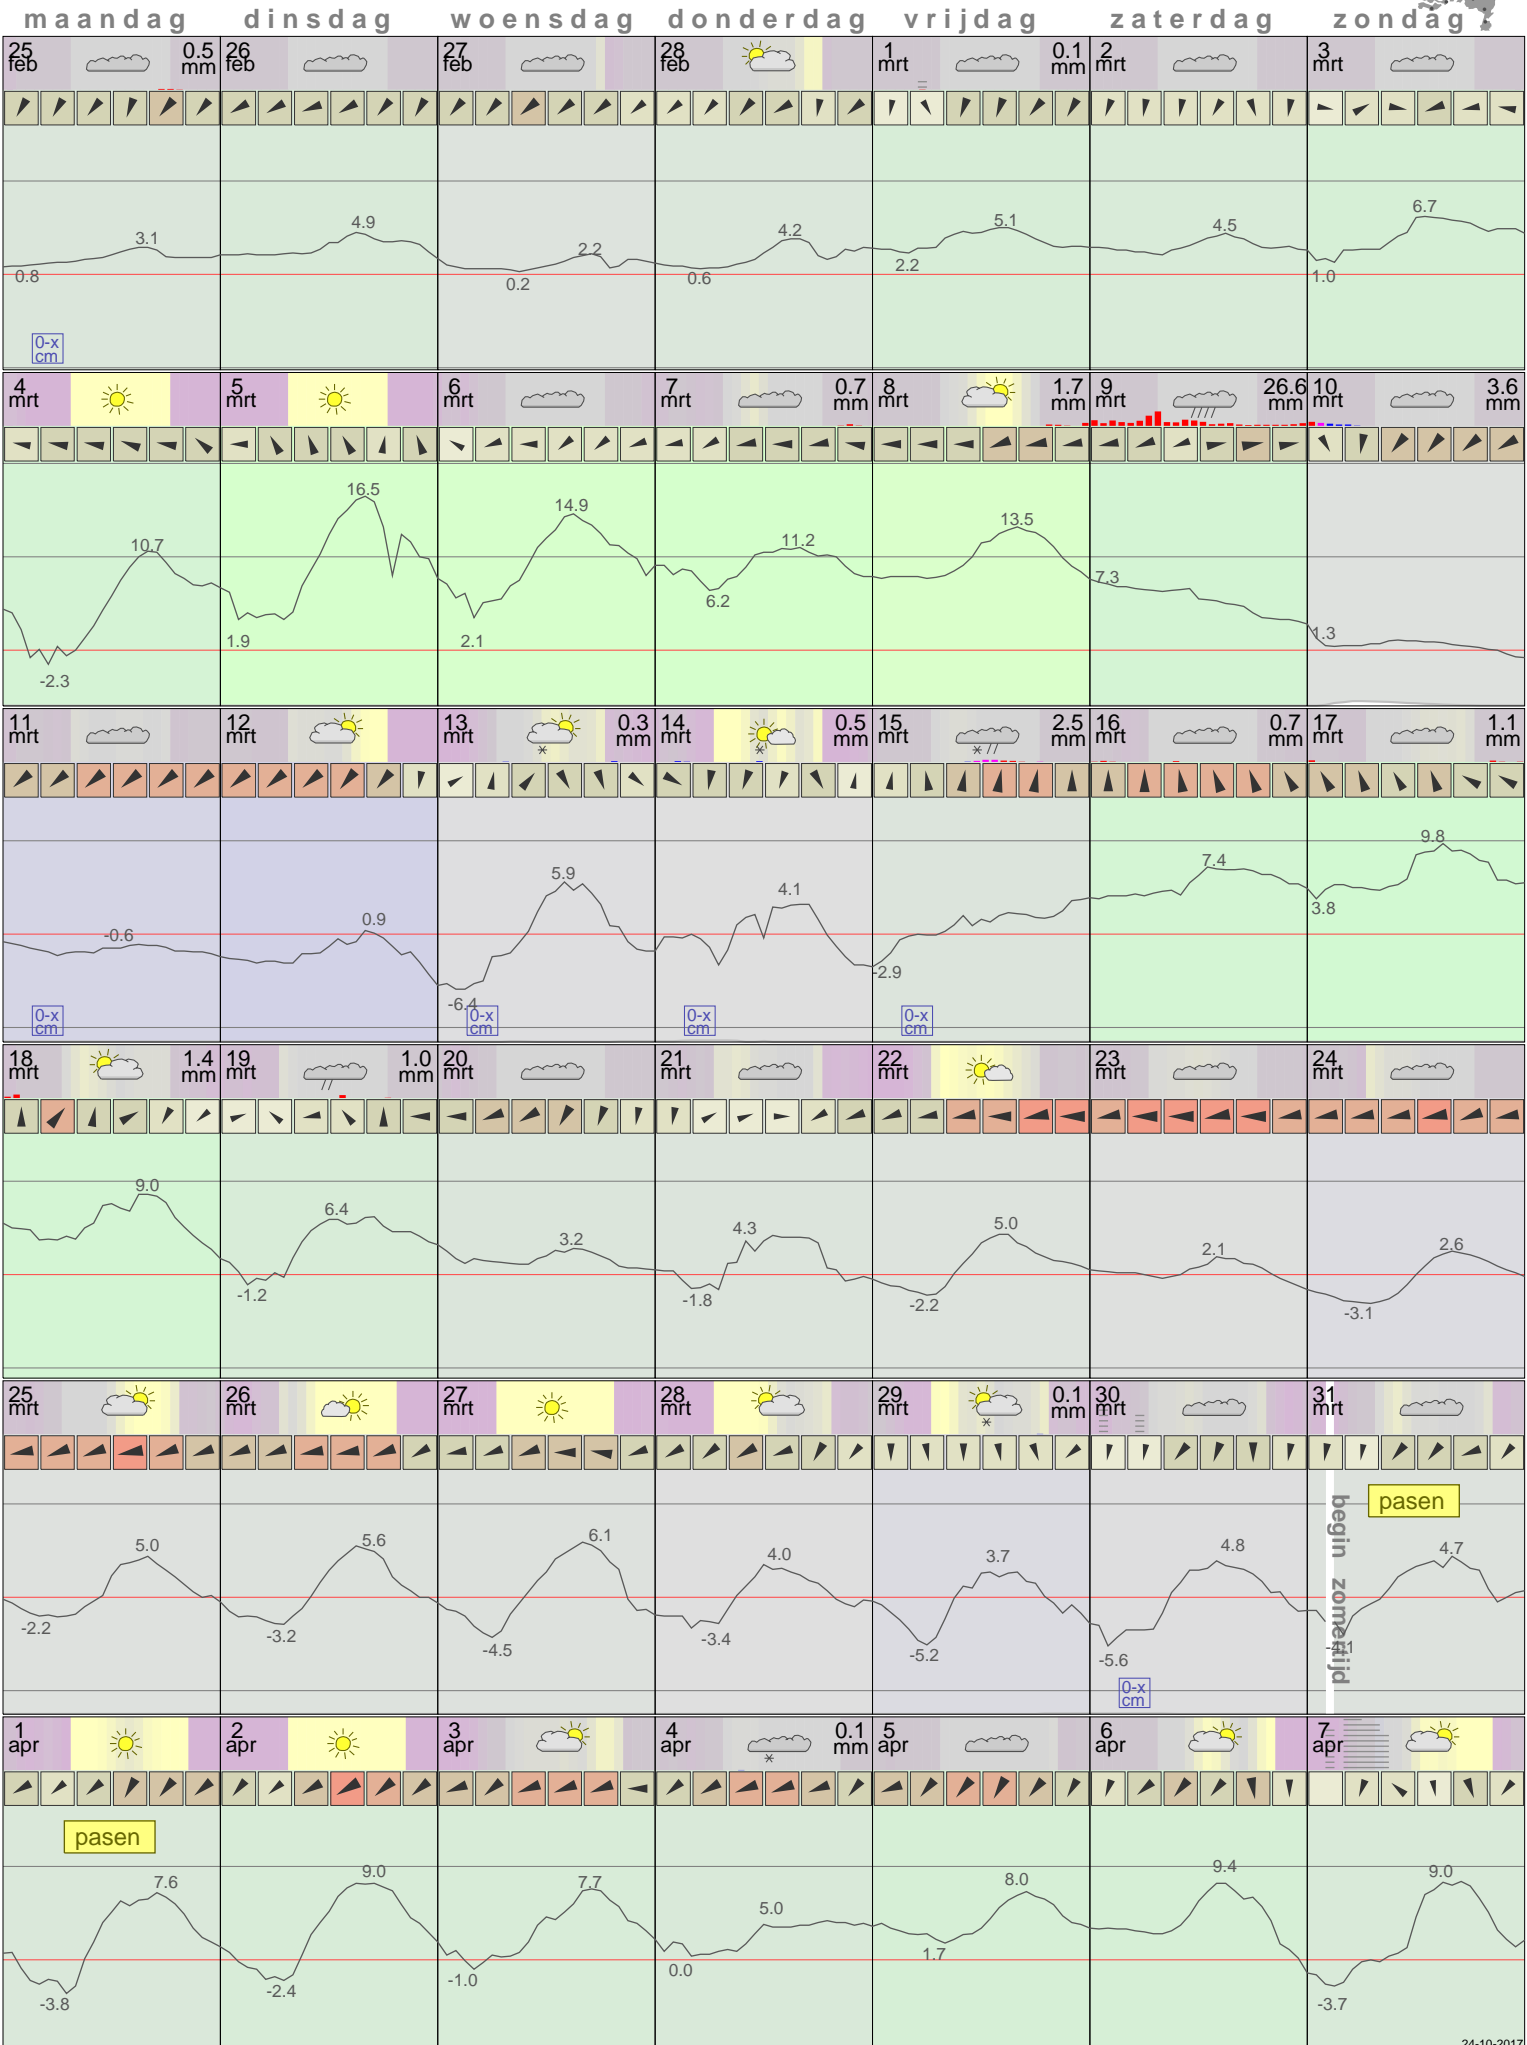 maandag dinsdag woensdag donderdag vrijdag zaterdag zondag
25 feb 0.5 mm 26 feb 27 feb 28 feb 1 mrt 0.1 mm 2 mrt 3 mrt
3.1 4.9 2.2 4.2 5.1 4.5 6.7
0.8 0.2 0.6 2.2 1.0
0-x cm
4 mrt 5 mrt 6 mrt 7 mrt 0.7 mm 8 mrt 1.7 mm 9 mrt 26.6 10 mrt 3.6 mm
10.7 16.5 14.9 11.2 13.5 7.3 1.3
-2.3 1.9 2.1 6.2
11 mrt 12 mrt 13 mrt 0.3 mm 14 mrt 0.5 mm 15 mrt 2.5 mm 16 mrt 0.7 mm 17 mrt 1.1 mm
-0.6 0.9 5.9 4.1 7.4 9.8
-6.4 -2.9 3.8
0-x cm 0-x cm 0-x cm 0-x cm
18 mrt 1.4 mm 19 mrt 1.0 mm 20 mrt 21 mrt 22 mrt 23 mrt 24 mrt
9.0 6.4 3.2 4.3 5.0 2.1 2.6
-1.2 -1.8 -2.2 -3.1
25 mrt 26 mrt 27 mrt 28 mrt 29 mrt 0.1 mm 30 mrt 31 mrt
pasen
begin zomertijd
5.0 5.6 6.1 4.0 3.7 4.8 4.7
-2.2 -3.2 -4.5 -3.4 -5.2 -5.6 -4.1
0-x cm
1 apr 2 apr 3 apr 4 apr 0.1 mm 5 apr 6 apr 7 apr
pasen
7.6 9.0 7.7 5.0 8.0 9.4 9.0
-3.8 -2.4 -1.0 0.0 1.7 -3.7
24-10-2017